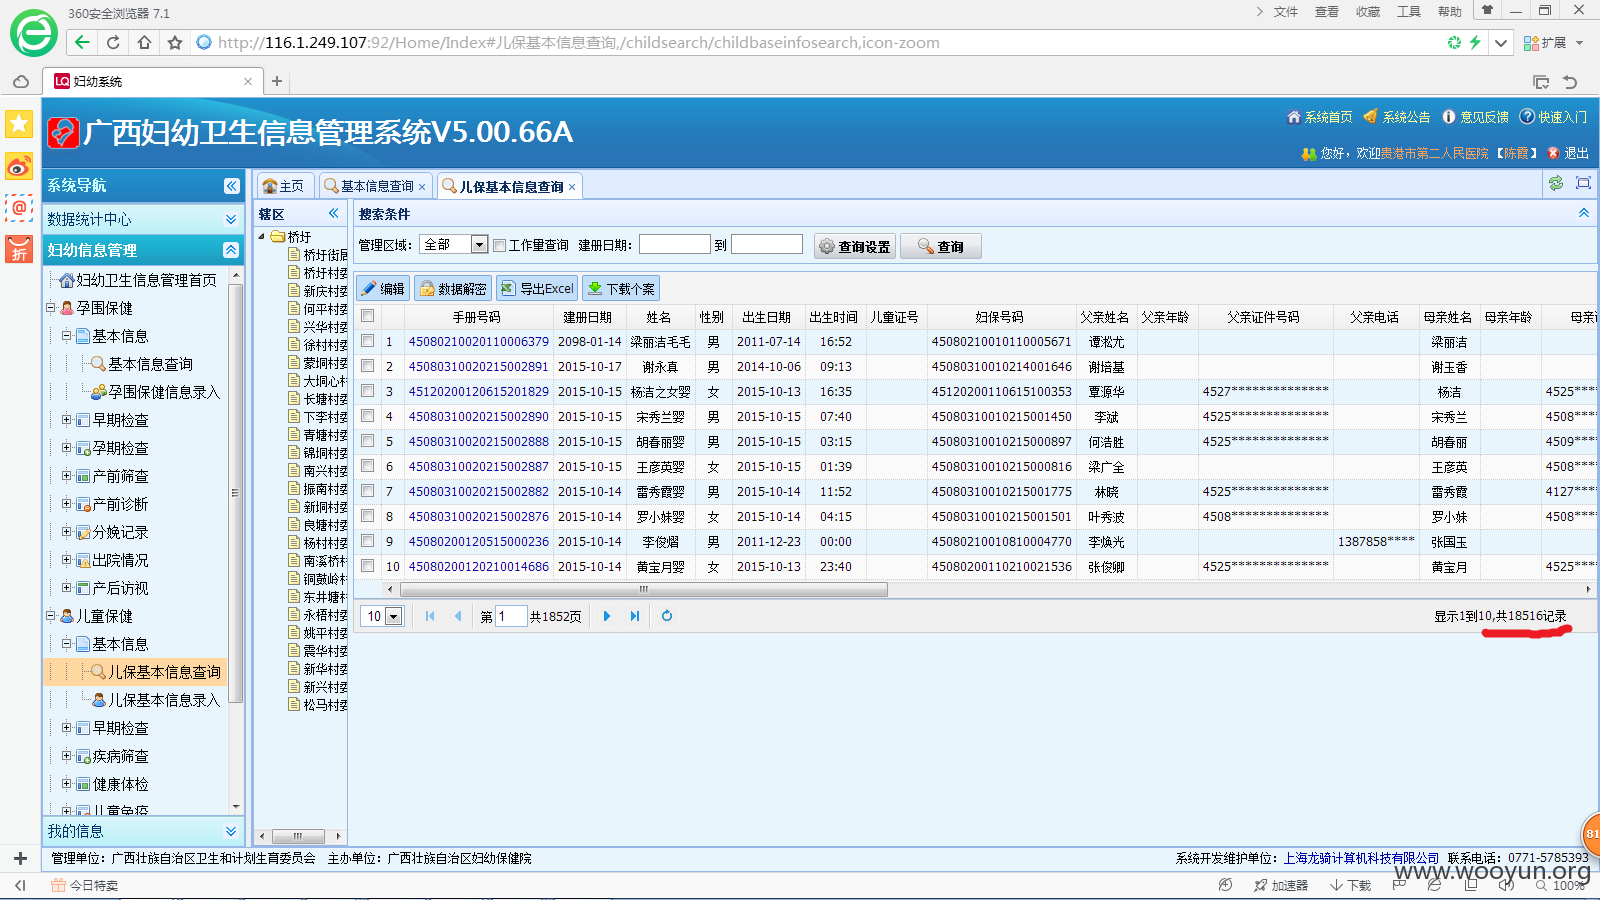 360安全浏览器 7.1
文件 查看 收藏 工具 帮助
http://116.1.249.107:92/Home/Index#儿保基本信息查询,/childsearch/childbaseinfosearch,icon-zoom
扩展
妇幼系统
广西妇幼卫生信息管理系统V5.00.66A
系统首页 系统公告 意见反馈 快速入门
您好，欢迎贵港市第二人民医院 【陈霞】 退出
系统导航
数据统计中心
妇幼信息管理
妇幼卫生信息管理首页
孕围保健
基本信息
基本信息查询
孕围保健信息录入
早期检查
孕期检查
产前筛查
产前诊断
分娩记录
出院情况
产后访视
儿童保健
基本信息
儿保基本信息查询
儿保基本信息录入
早期检查
疾病筛查
健康体检
儿童免疫
我的信息
主页 基本信息查询 儿保基本信息查询
辖区
桥圩
桥圩街居
桥圩村委
新庆村委
何平村委
兴华村委
徐村村委
蒙垌村委
大垌心村
长塘村委
下李村委
青塘村委
锦垌村委
南兴村委
振南村委
新垌村委
良塘村委
杨村村委
南溪桥村
铜鼓岭村
东井塘村
永梧村委
姚平村委
震华村委
新华村委
新兴村委
松马村委
搜索条件
管理区域: 全部 工作量查询 建册日期: 到 查询设置 查询
编辑 数据解密 导出Excel 下载个案
手册号码 建册日期 姓名 性别 出生日期 出生时间 儿童证号 妇保号码 父亲姓名 父亲年龄 父亲证件号码 父亲电话 母亲姓名 母亲年龄 母亲
1 45080210020110006379 2098-01-14 梁丽洁毛毛 男 2011-07-14 16:52 45080210010110005671 谭淞尤 梁丽洁
2 45080310020215002891 2015-10-17 谢永真 男 2014-10-06 09:13 45080210010214001646 谢培基 谢玉香
3 45120200120615201829 2015-10-15 杨洁之女婴 女 2015-10-13 16:35 45120200110615100353 覃源华 4527************** 杨洁 4525****
4 45080310020215002890 2015-10-15 宋秀兰婴 男 2015-10-15 07:40 45080310010215001450 李斌 4525************** 宋秀兰 4508****
5 45080310020215002888 2015-10-15 胡春丽婴 男 2015-10-15 03:15 45080310010215000897 何浩胜 4525************** 胡春丽 4509****
6 45080310020215002887 2015-10-15 王彦英婴 女 2015-10-15 01:39 45080310010215000816 梁广全 王彦英 4508****
7 45080310020215002882 2015-10-14 雷秀霞婴 男 2015-10-14 11:52 45080310010215001775 林晓 4525************** 雷秀霞 4127****
8 45080310020215002876 2015-10-14 罗小妹婴 女 2015-10-14 04:15 45080310010215001501 叶秀波 4508************** 罗小妹 4508****
9 45080200120515000236 2015-10-14 李俊熠 男 2011-12-23 00:00 45080210010810004770 李焕光 1387858**** 张国玉
10 45080200120210014686 2015-10-14 黄宝月婴 女 2015-10-13 23:40 45080200110210021536 张俊卿 4525************** 黄宝月 4525****
10 第 1 共1852页
显示1到10,共18516记录
管理单位：广西壮族自治区卫生和计划生育委员会 主办单位：广西壮族自治区妇幼保健院
系统开发维护单位：上海龙骑计算机科技有限公司 联系电话：0771-5785393
81
今日特卖
加速器 下载 100%
www.wooyun.org